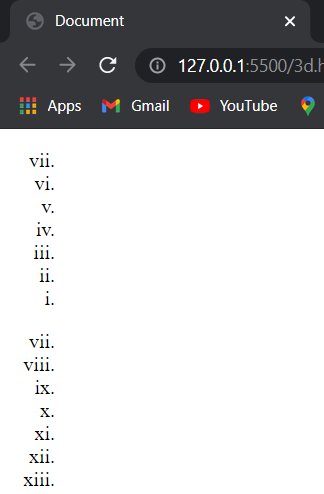 Document
127.0.0.1:5500/3d.h
Apps Gmail YouTube
vii.
vi.
v.
iv.
iii.
ii.
i.
vii.
viii.
ix.
x.
xi.
xii.
xiii.